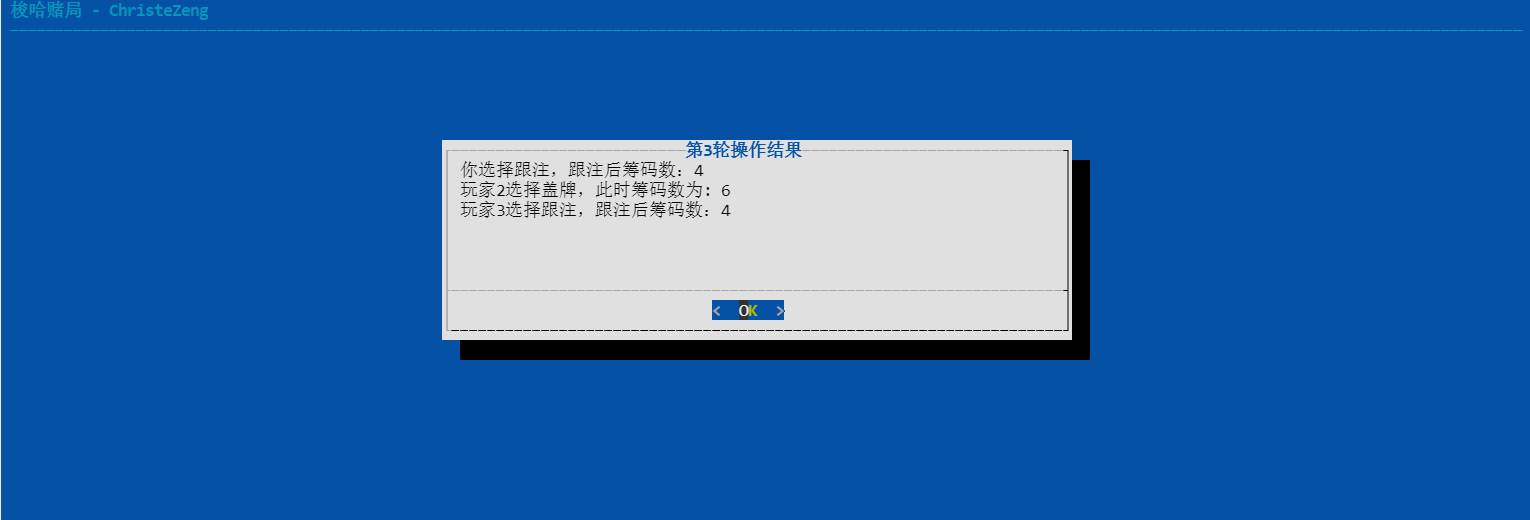 梭哈赌局 - ChristeZeng
第3轮操作结果
你选择跟注，跟注后筹码数：4
玩家2选择盖牌，此时筹码数为：6
玩家3选择跟注，跟注后筹码数：4
< OK >